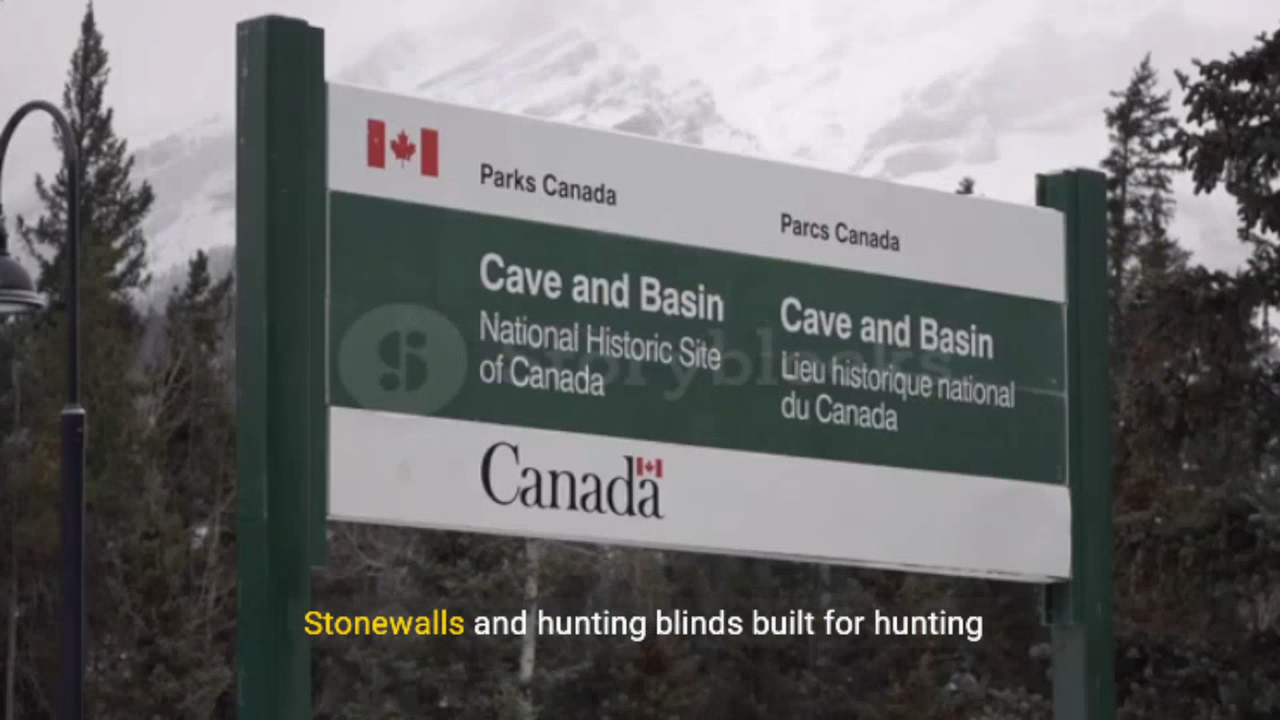 Parks Canada
Parcs Canada
Cave and Basin
National Historic Site
of Canada
Cave and Basin
Lieu historique national
du Canada
Canada
storyblocks
Stonewalls and hunting blinds built for hunting